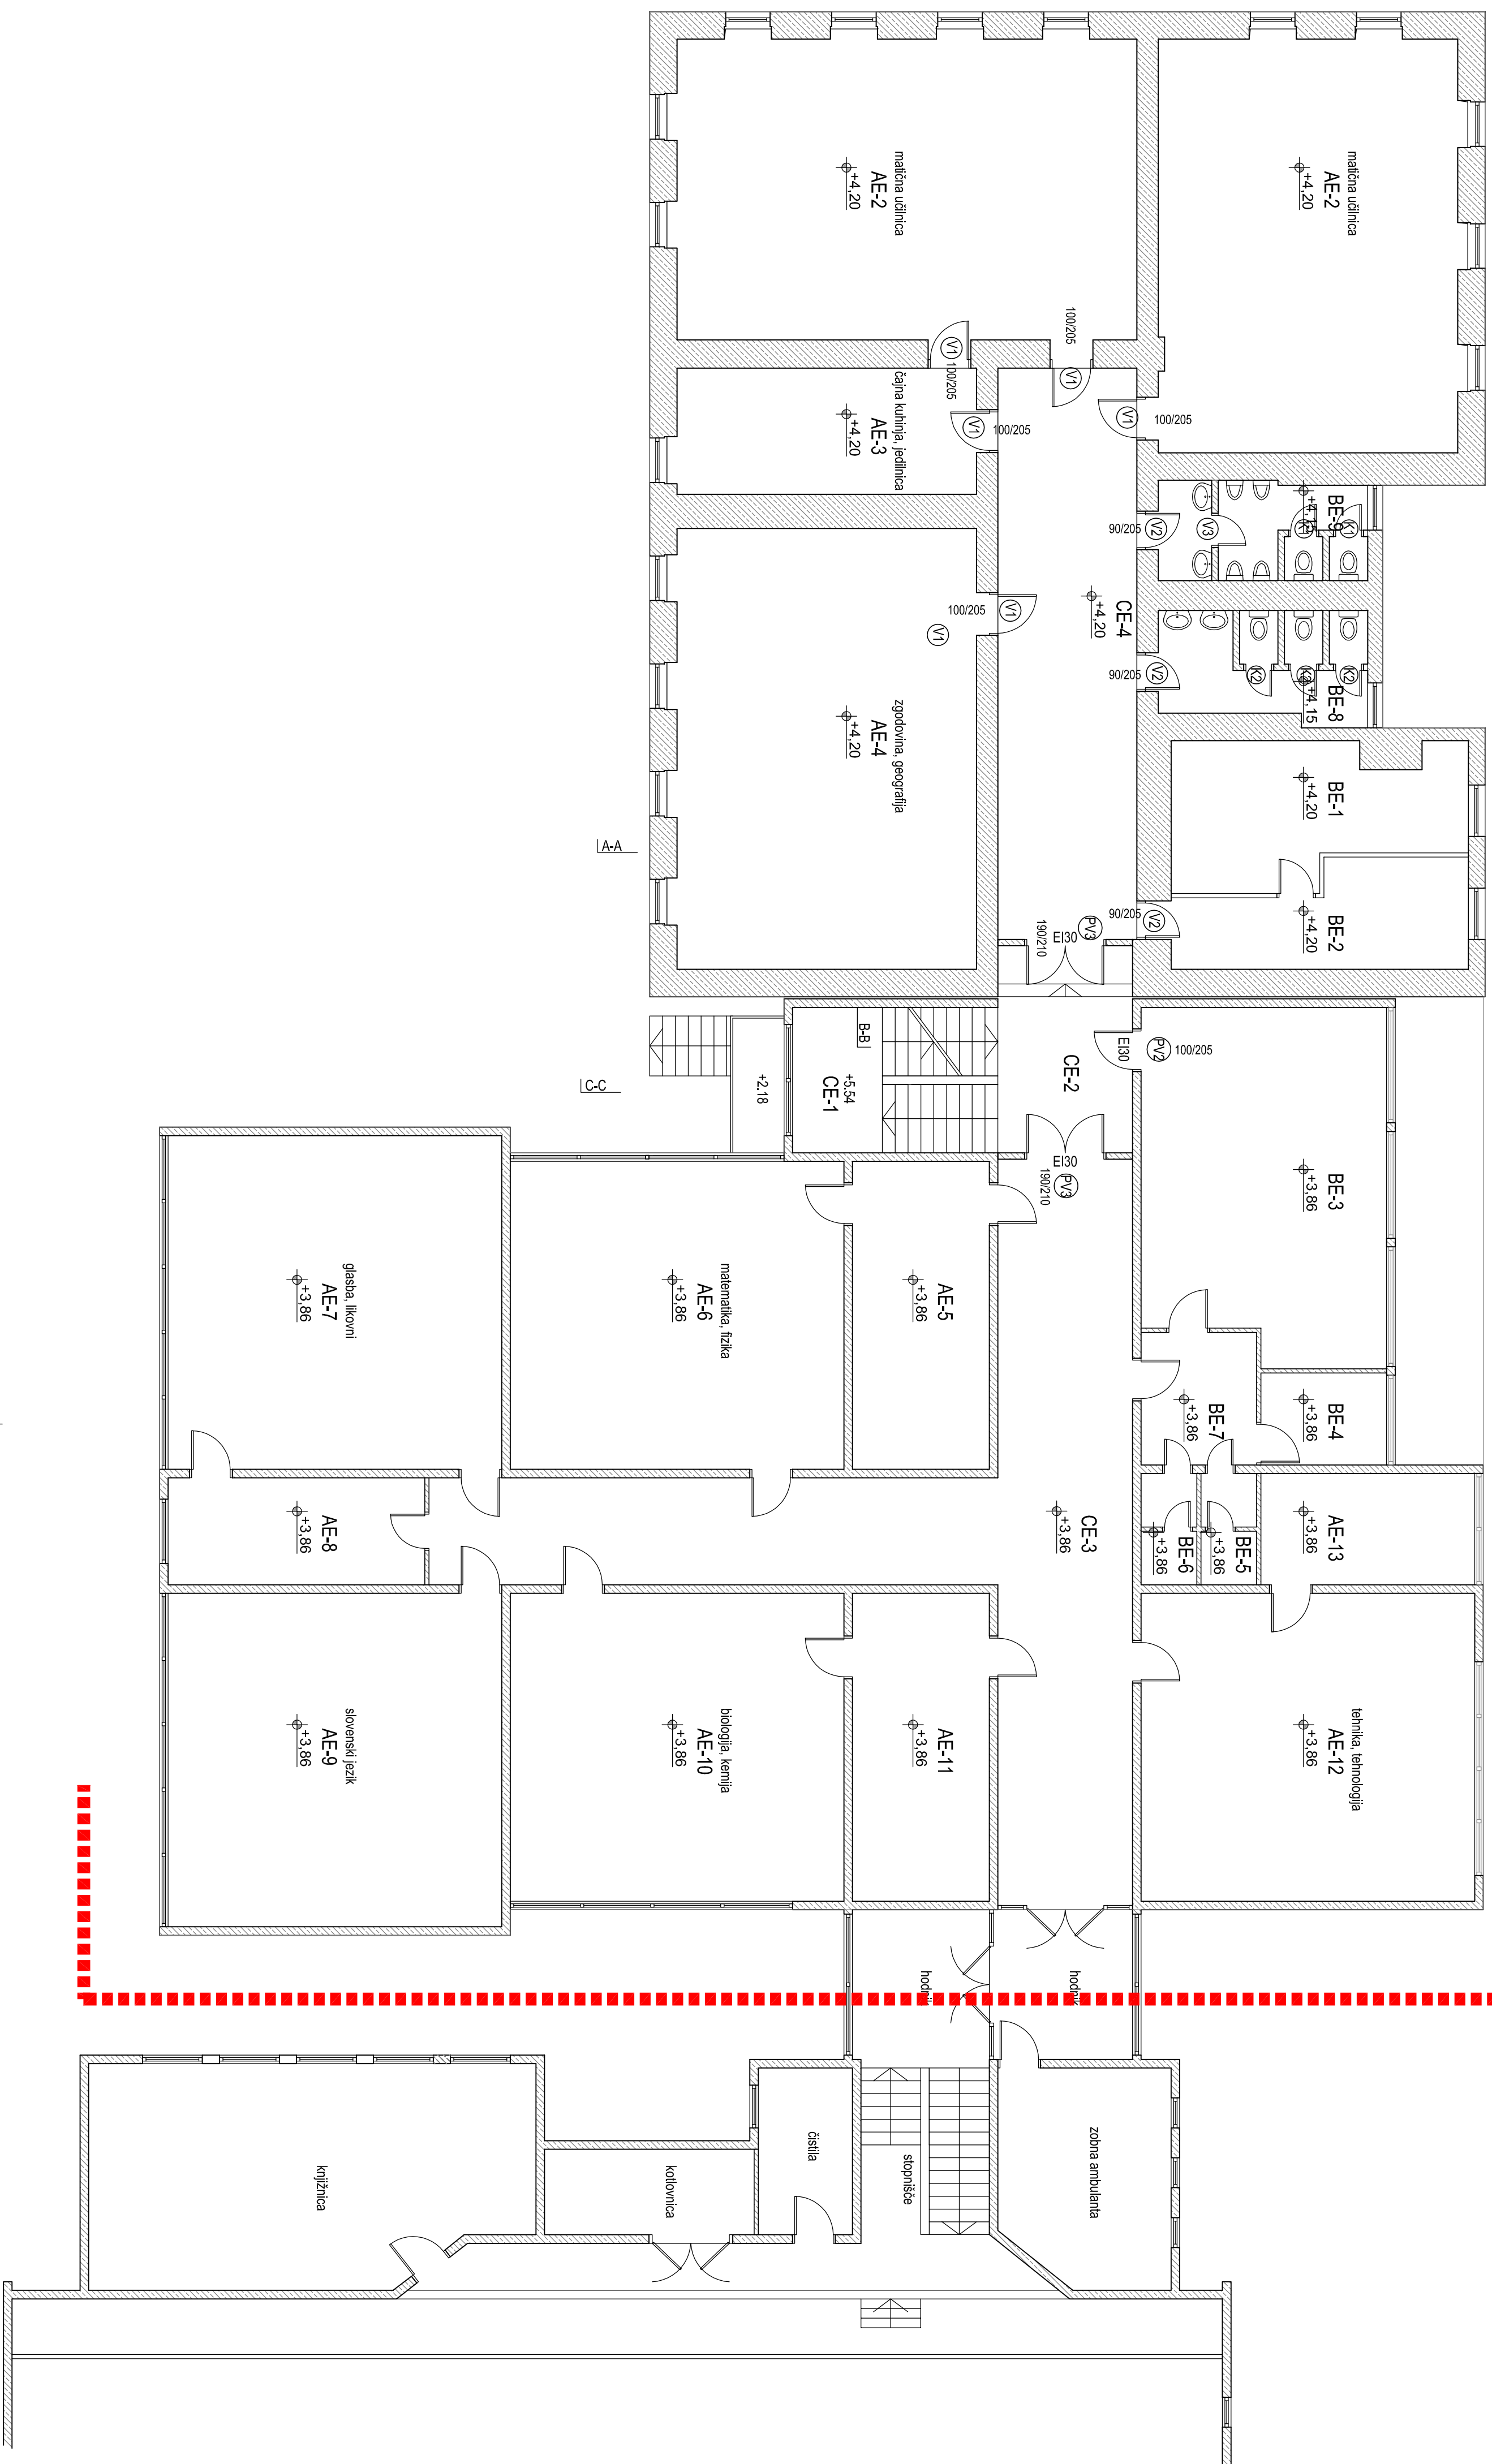 matična učilnica
AE-2
+4,20
matična učilnica
AE-2
+4,20
100/205
V1
V1
100/205
V1
100/205
V1
100/205
čajna kuhinja, jedilnica
AE-3
+4,20
BE-9
+4,15
K1
K1
V3
90/205
V2
CE-4
+4,20
100/205
V1
V1
BE-8
+4,15
K2
K2
K2
90/205
V2
zgodovina, geografija
AE-4
+4,20
BE-1
+4,20
BE-2
+4,20
90/205
V2
PV3
EI30
190/210
A-A
B-B
C-C
+2.18
+5.54
CE-1
CE-2
EI30
PV2
100/205
EI30
PV3
190/210
BE-3
+3,86
AE-5
+3,86
matematika, fizika
AE-6
+3,86
glasba, likovni
AE-7
+3,86
BE-4
+3,86
BE-7
+3,86
AE-13
+3,86
BE-5
+3,86
BE-6
+3,86
CE-3
+3,86
AE-8
+3,86
tehnika, tehnologija
AE-12
+3,86
AE-11
+3,86
biologija, kemija
AE-10
+3,86
slovenski jezik
AE-9
+3,86
hodnik
hodnik
zobna ambulanta
stopnišče
čistila
kotlovnica
knjižnica